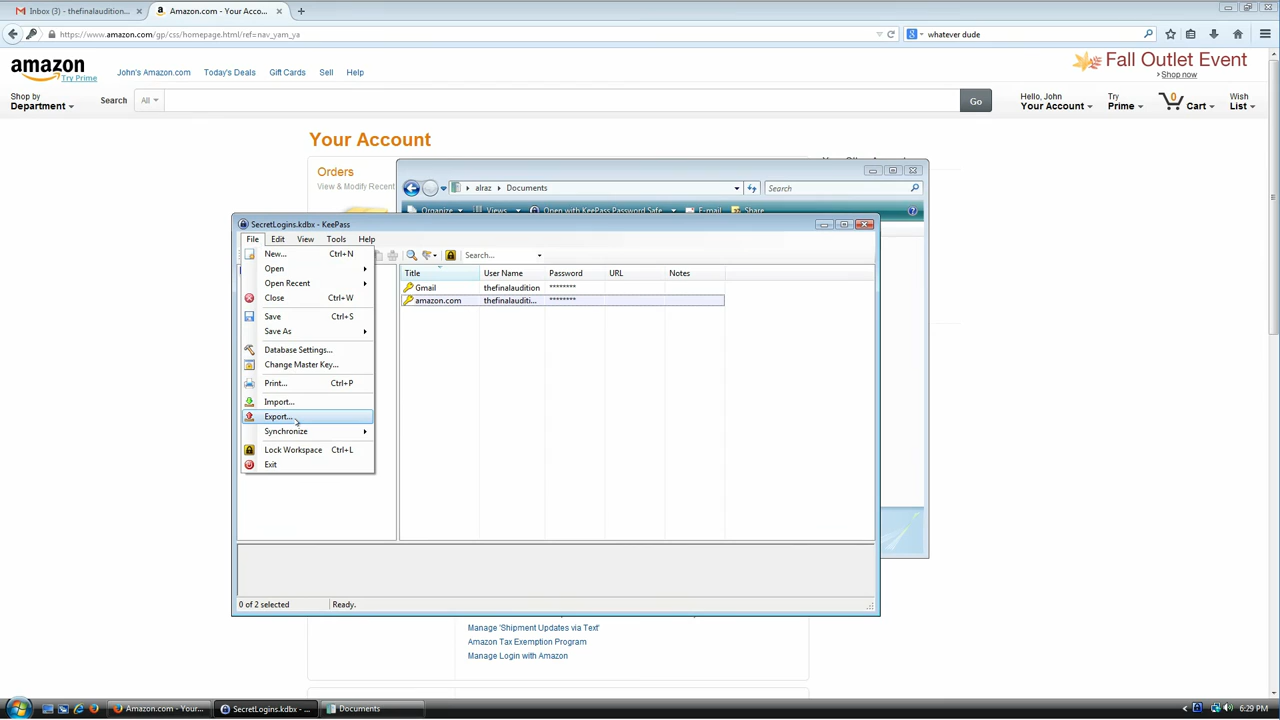 Inbox (3) - thefinalaudition... ×
Amazon.com - Your Acco... ×
https://www.amazon.com/gp/css/homepage.html/ref=nav_yam_ya
whatever dude
amazon
Try Prime
John's Amazon.com Today's Deals Gift Cards Sell Help
Fall Outlet Event
Shop now
Shop by
Department
Search All
Go
Hello, John
Your Account
Try
Prime
0
Cart
Wish
List
Your Account
Orders
View & Modify Recent
alraz Documents
Search
Organize Views Open with KeePass Password Safe E-mail Share
SecretLogins.kdbx - KeePass
File Edit View Tools Help
Search...
New... Ctrl+N
Open
Open Recent
Close Ctrl+W
Save Ctrl+S
Save As
Database Settings...
Change Master Key...
Print... Ctrl+P
Import...
Export...
Synchronize
Lock Workspace Ctrl+L
Exit
Title User Name Password URL Notes
Gmail thefinalaudition ********
amazon.com thefinalauditi... ********
0 of 2 selected Ready.
Manage 'Shipment Updates via Text'
Amazon Tax Exemption Program
Manage Login with Amazon
Amazon.com - Your...
SecretLogins.kdbx - ...
Documents
6:29 PM